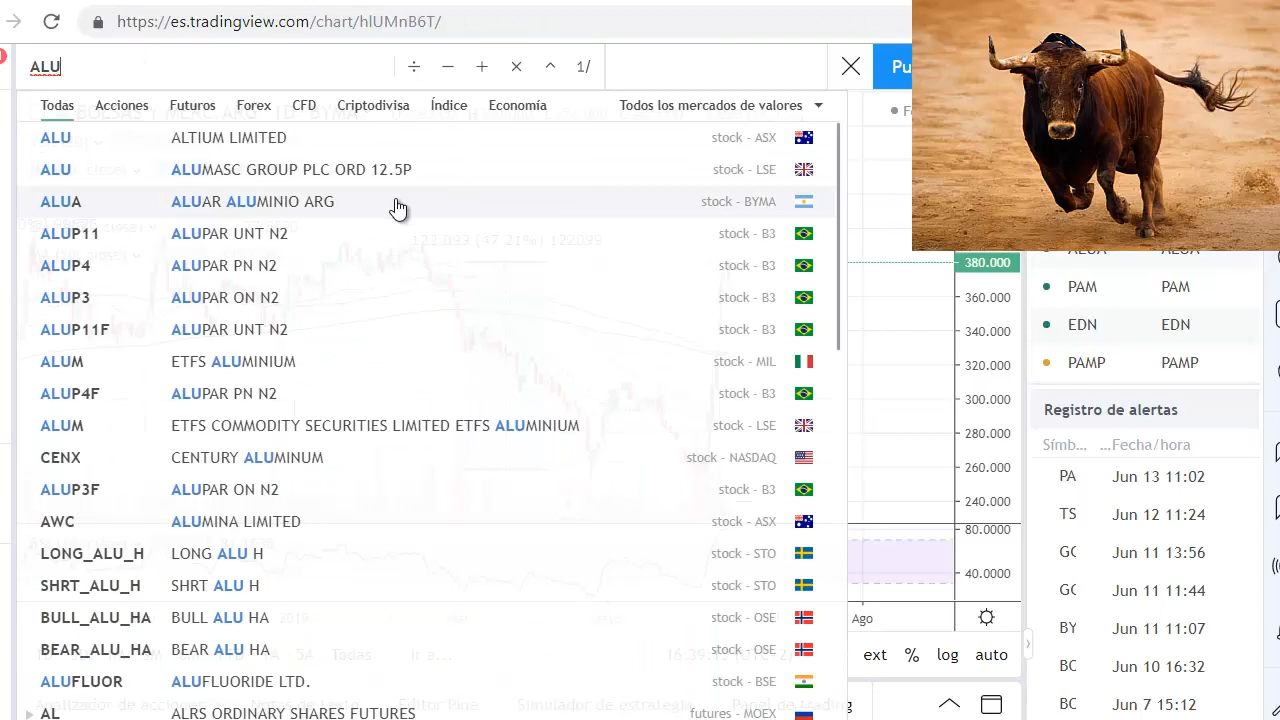 https://es.tradingview.com/chart/hlUMnB6T/
ALU ÷ − + × ^ 1/
Pu
Todas Acciones Futuros Forex CFD Criptodivisa Índice Economía Todos los mercados de valores
ALU ALTIUM LIMITED stock - ASX
ALU ALUMASC GROUP PLC ORD 12.5P stock - LSE
ALUA ALUAR ALUMINIO ARG stock - BYMA
ALUP11 ALUPAR UNT N2 stock - B3
122.093 (47.21%) 122099
ALUP4 ALUPAR PN N2 stock - B3
380.000
ALUP3 ALUPAR ON N2 stock - B3
360.000
PAM PAM
ALUP11F ALUPAR UNT N2 stock - B3
340.000
EDN EDN
ALUM ETFS ALUMINIUM stock - MIL
320.000
PAMP PAMP
ALUP4F ALUPAR PN N2 stock - B3
300.000
Registro de alertas
ALUM ETFS COMMODITY SECURITIES LIMITED ETFS ALUMINIUM stock - LSE
280.000
Símb... ...Fecha/hora
CENX CENTURY ALUMINUM stock - NASDAQ
260.000
PA Jun 13 11:02
ALUP3F ALUPAR ON N2 stock - B3
240.000
TS Jun 12 11:24
AWC ALUMINA LIMITED stock - ASX
80.0000
LONG_ALU_H LONG ALU H stock - STO
GC Jun 11 13:56
40.0000
SHRT_ALU_H SHRT ALU H stock - STO
GC Jun 11 11:44
BULL_ALU_HA BULL ALU HA stock - OSE
Ago
BY Jun 11 11:07
BEAR_ALU_HA BEAR ALU HA stock - OSE
ext % log auto
BC Jun 10 16:32
ALUFLUOR ALUFLUORIDE LTD. stock - BSE
BC Jun 7 15:12
AL ALRS ORDINARY SHARES FUTURES futures - MOEX